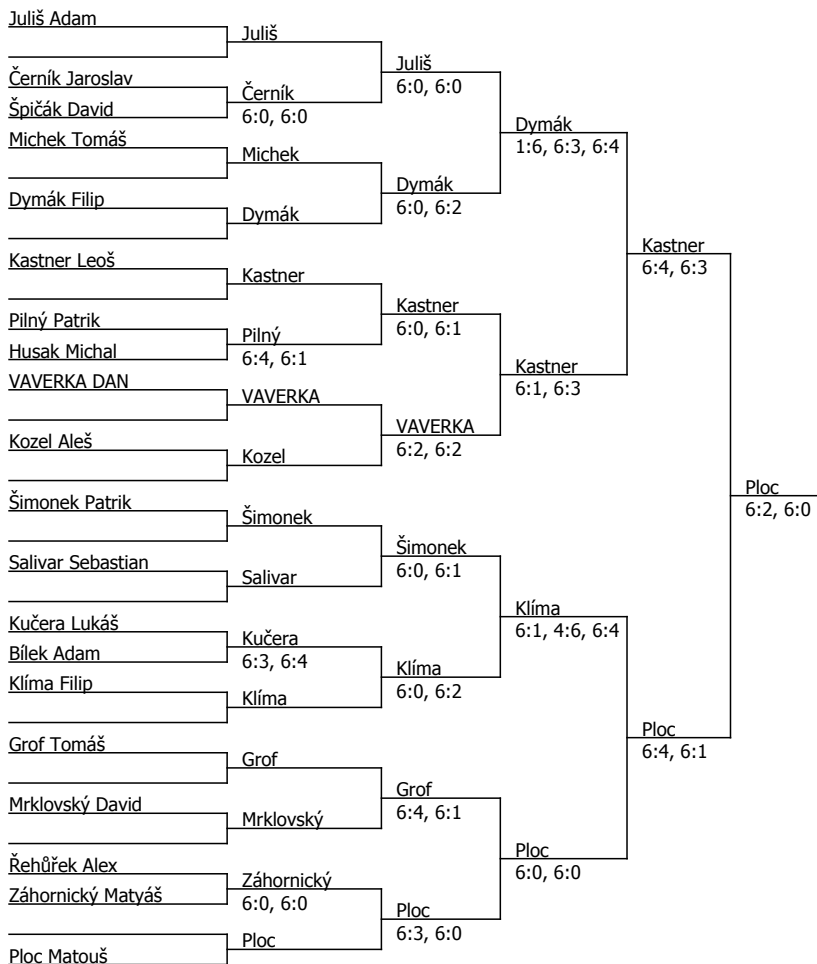 Juliš Adam
Juliš
Juliš
6:0, 6:0
Černík Jaroslav
Černík
Špičák David
6:0, 6:0
Dymák
1:6, 6:3, 6:4
Michek Tomáš
Michek
Dymák
6:0, 6:2
Dymák Filip
Dymák
Kastner
6:4, 6:3
Kastner Leoš
Kastner
Kastner
6:0, 6:1
Pilný Patrik
Pilný
Husak Michal
6:4, 6:1
Kastner
6:1, 6:3
VAVERKA DAN
VAVERKA
VAVERKA
6:2, 6:2
Kozel Aleš
Kozel
Ploc
6:2, 6:0
Šimonek Patrik
Šimonek
Šimonek
6:0, 6:1
Salivar Sebastian
Salivar
Klíma
6:1, 4:6, 6:4
Kučera Lukáš
Kučera
Bílek Adam
6:3, 6:4
Klíma
6:0, 6:2
Klíma Filip
Klíma
Ploc
6:4, 6:1
Grof Tomáš
Grof
Grof
6:4, 6:1
Mrklovský David
Mrklovský
Ploc
6:0, 6:0
Řehůřek Alex
Záhornický
Záhornický Matyáš
6:0, 6:0
Ploc
6:3, 6:0
Ploc
Ploc Matouš